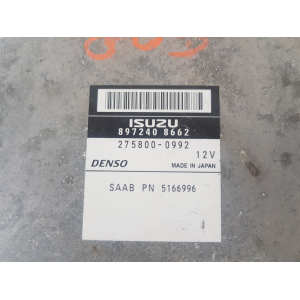 ISUZU
897240 8662
275800-0992
12V
DENSO
MADE IN JAPAN
SAAB PN 5166996